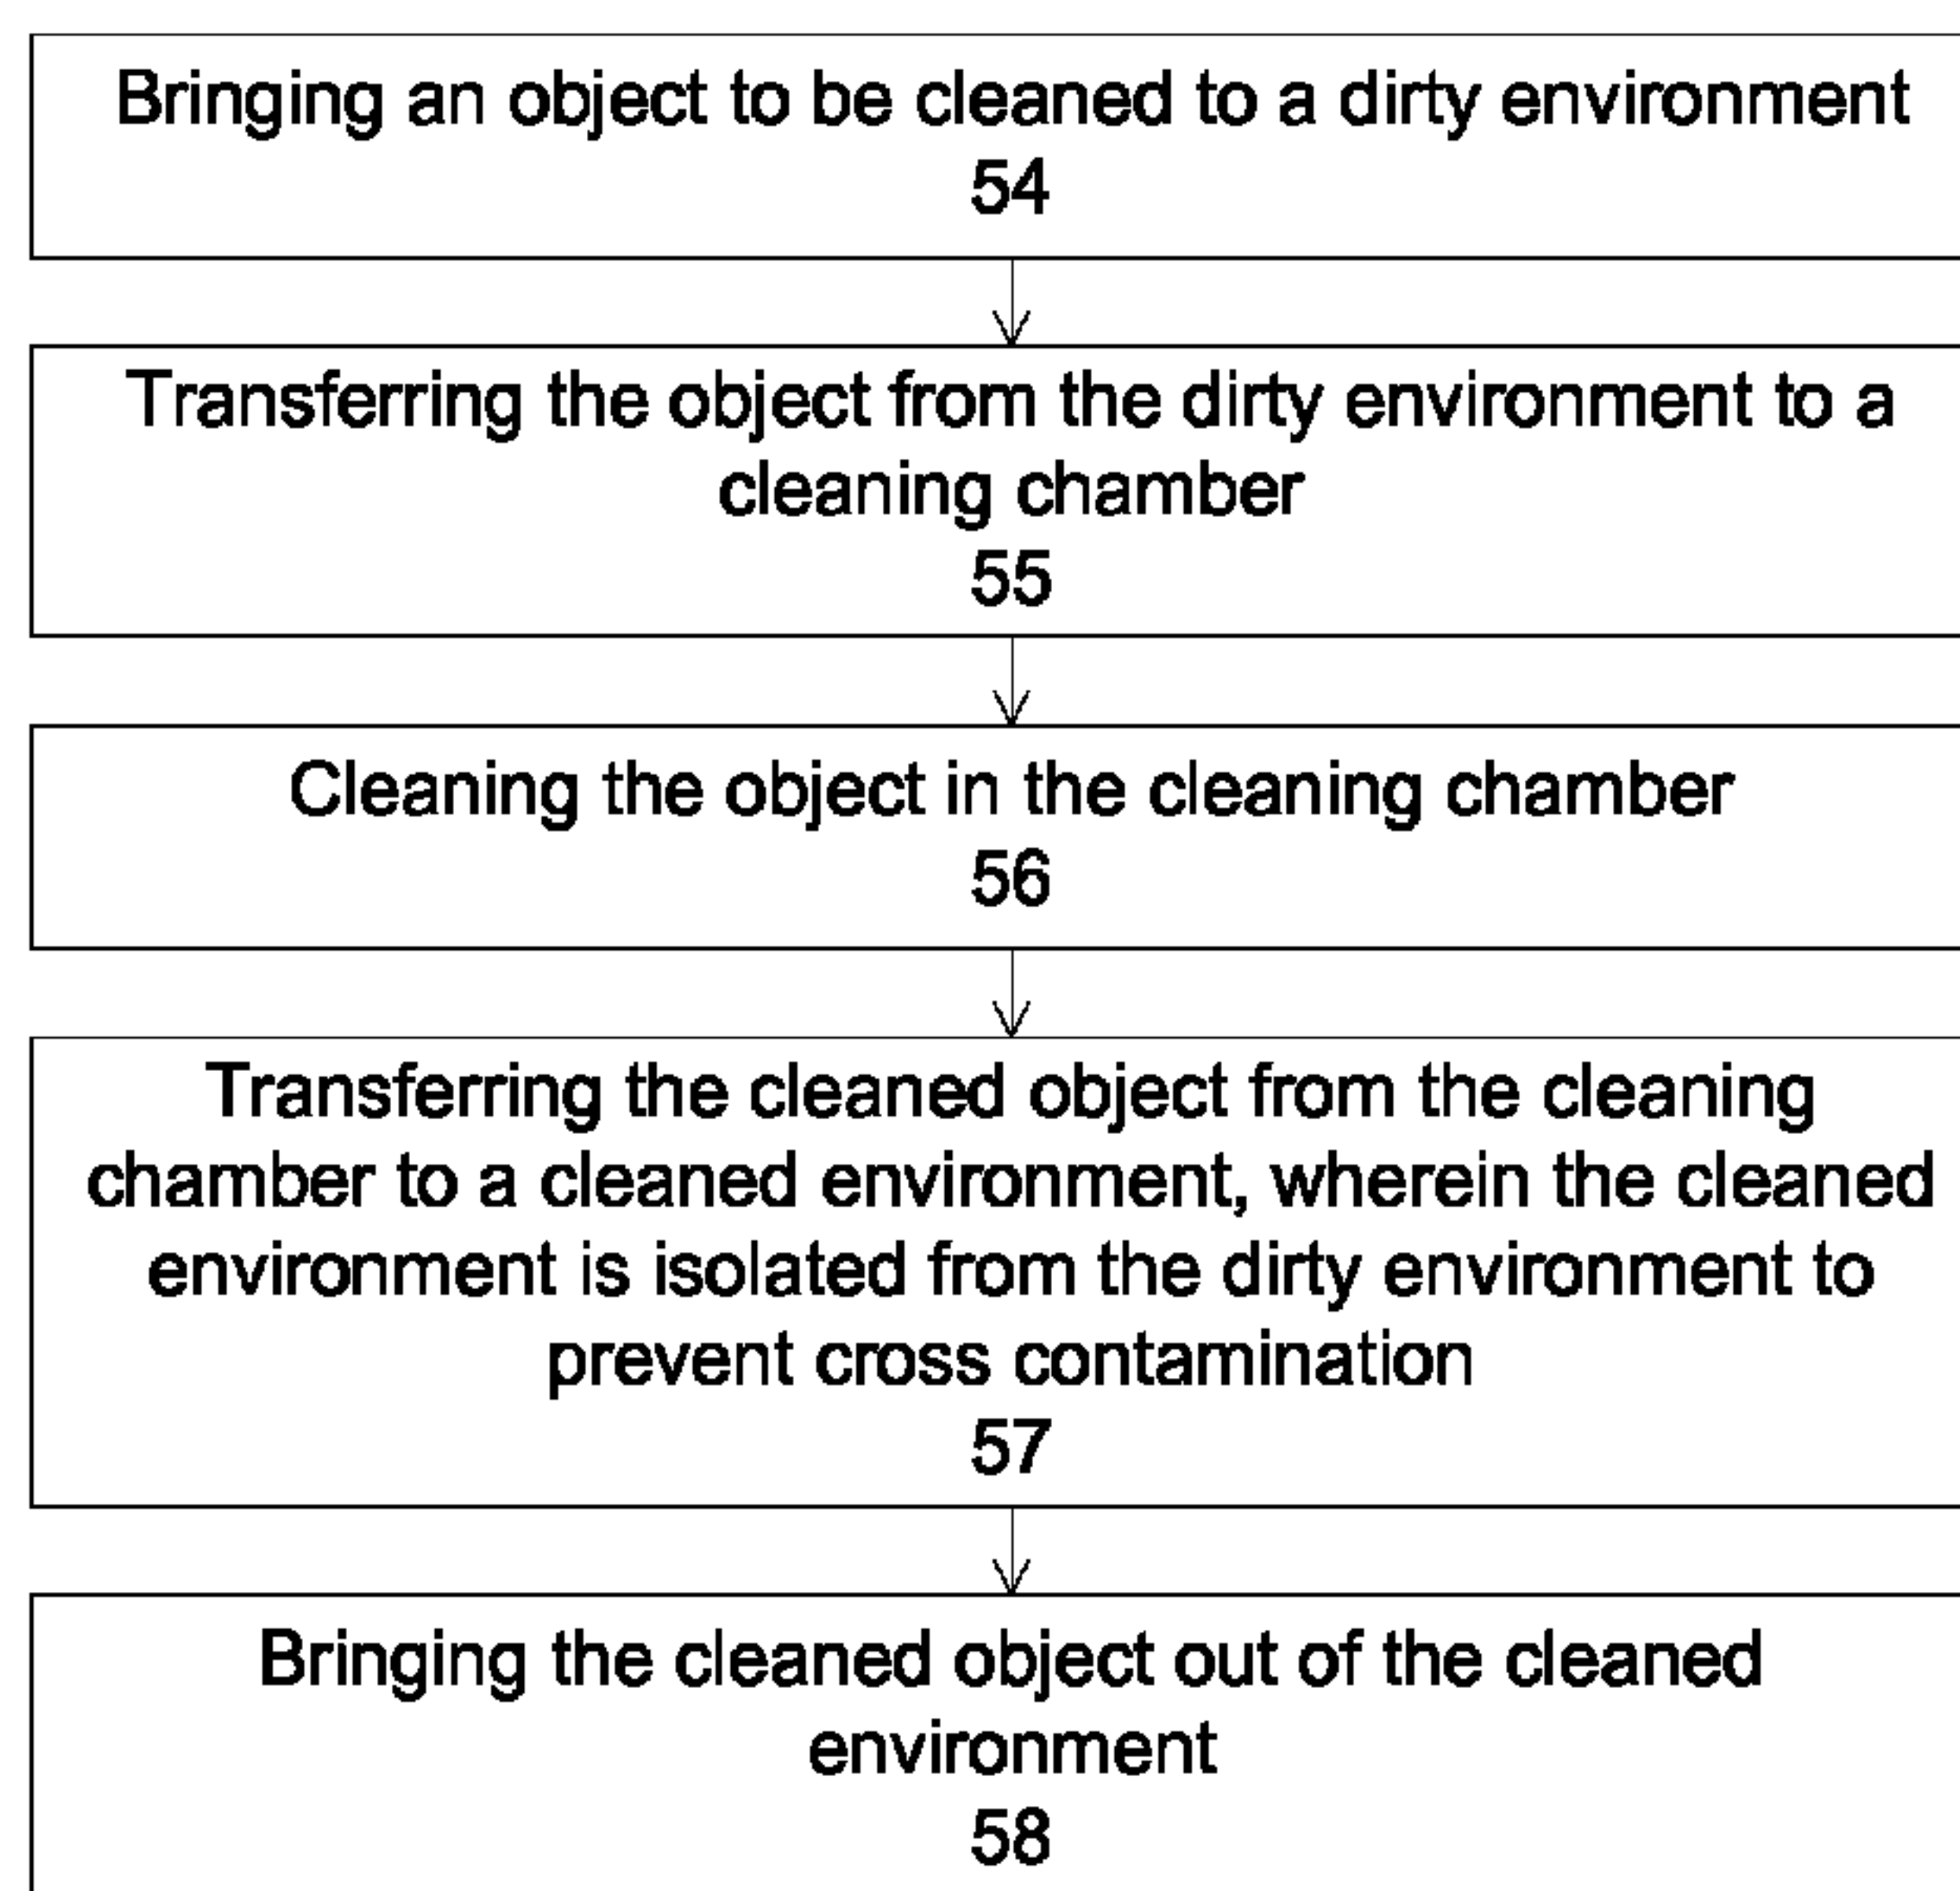 Bringing an object to be cleaned to a dirty environment
54
Transferring the object from the dirty environment to a
cleaning chamber
55
Cleaning the object in the cleaning chamber
56
Transferring the cleaned object from the cleaning
chamber to a cleaned environment, wherein the cleaned
environment is isolated from the dirty environment to
prevent cross contamination
57
Bringing the cleaned object out of the cleaned
environment
58